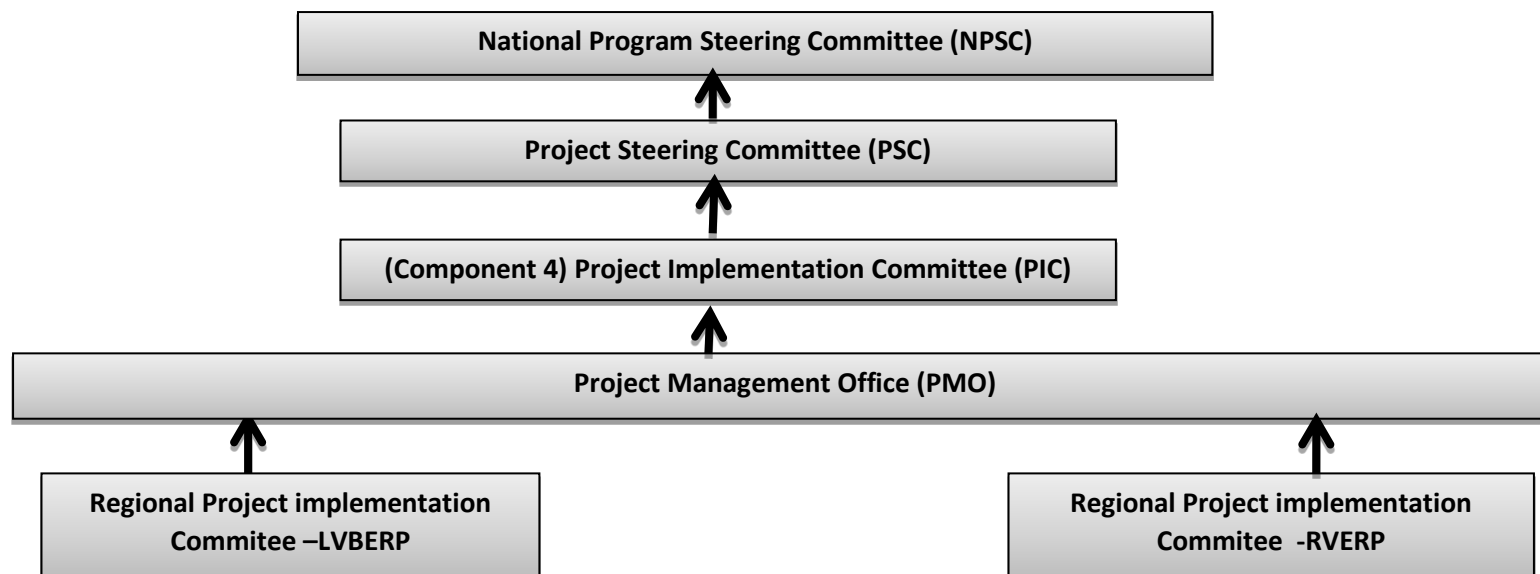 National Program Steering Committee (NPSC)
Project Steering Committee (PSC)
(Component 4) Project Implementation Committee (PIC)
Project Management Office (PMO)
Regional Project implementation
Commitee –LVBERP
Regional Project implementation
Commitee -RVERP